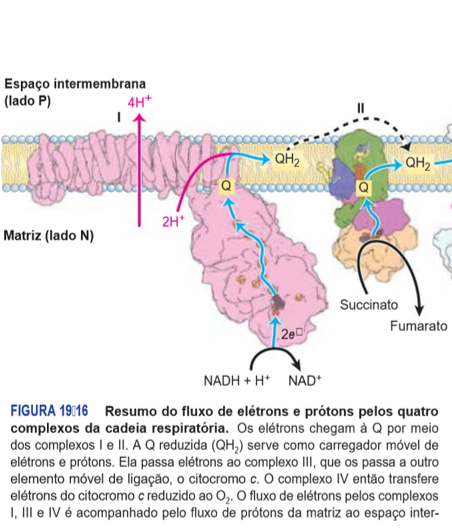 Espaço intermembrana
(lado P)
4H⁺
I
II
QH₂
QH₂
Q
Q
2H⁺
Matriz (lado N)
Succinato
Fumarato
2e□
NADH + H⁺ NAD⁺
FIGURA 19□16 Resumo do fluxo de elétrons e prótons pelos quatro
complexos da cadeia respiratória. Os elétrons chegam à Q por meio
dos complexos I e II. A Q reduzida (QH₂) serve como carregador móvel de
elétrons e prótons. Ela passa elétrons ao complexo III, que os passa a outro
elemento móvel de ligação, o citocromo c. O complexo IV então transfere
elétrons do citocromo c reduzido ao O₂. O fluxo de elétrons pelos complexos
I, III e IV é acompanhado pelo fluxo de prótons da matriz ao espaço inter-